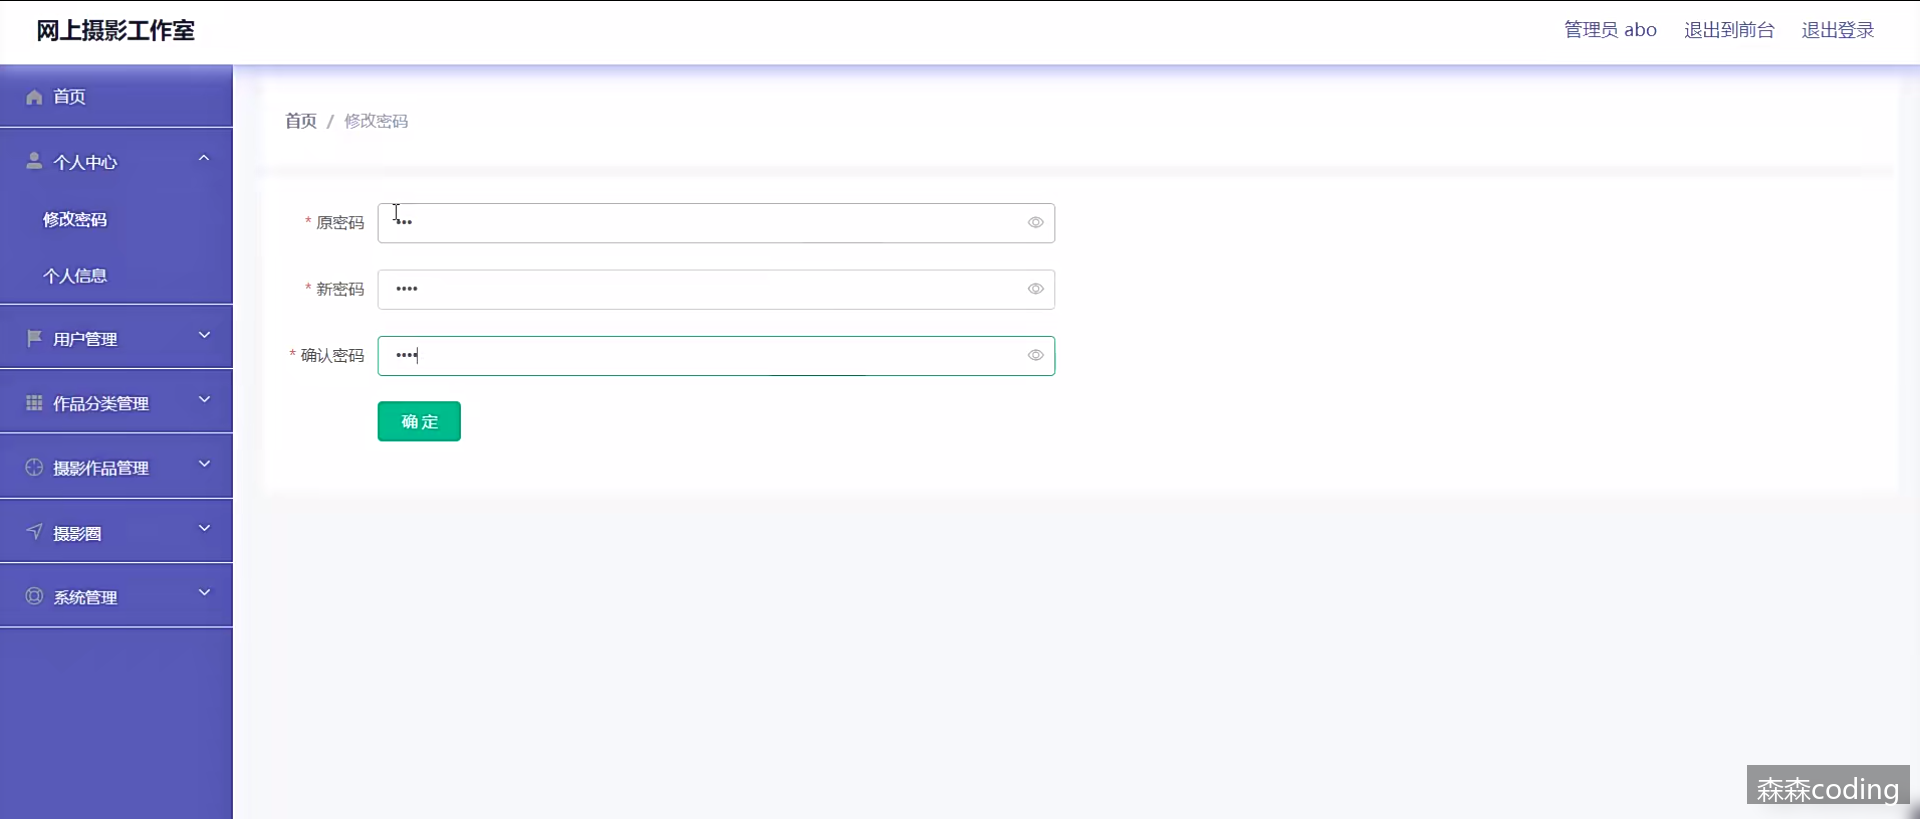 网上摄影工作室
管理员 abo 退出到前台 退出登录
首页
个人中心
修改密码
个人信息
用户管理
作品分类管理
摄影作品管理
摄影圈
系统管理
首页 / 修改密码
* 原密码 •••
* 新密码 ••••
* 确认密码 ••••
确定
森森coding